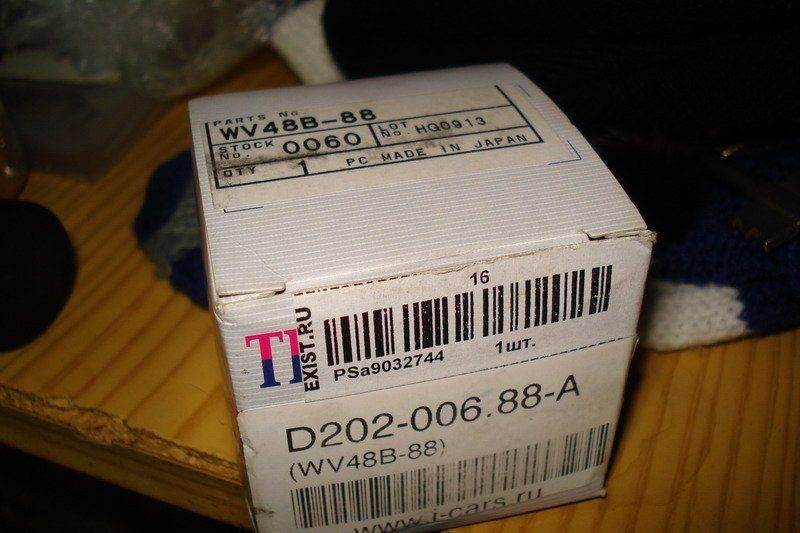 PARTS No. WV48B-88
STOCK No. 0060 LOT No. HG0913
QTY 1 PC MADE IN JAPAN
16
EXIST.RU
PSa9032744 1шт.
D202-006.88-A
(WV48B-88)
www.j-cars.ru